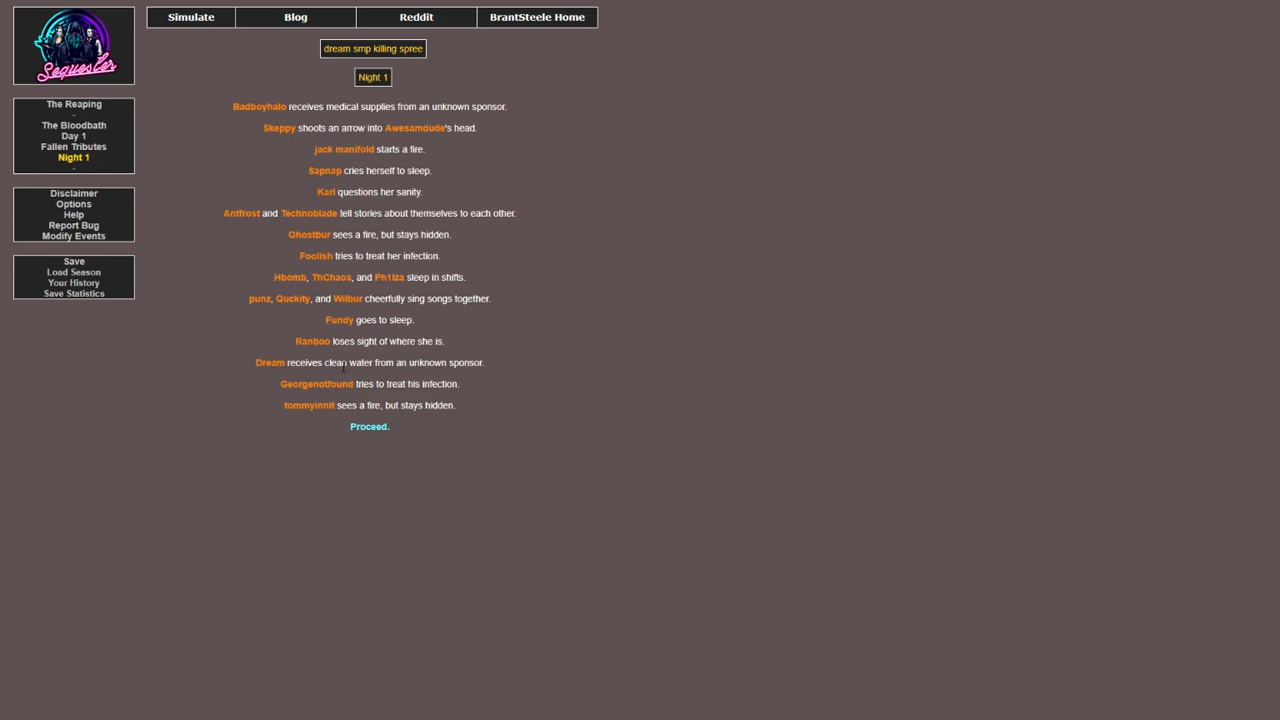 Sequester
Simulate
Blog
Reddit
BrantSteele Home
dream smp killing spree
Night 1
The Reaping
-
The Bloodbath
Day 1
Fallen Tributes
Night 1
-
Disclaimer
Options
Help
Report Bug
Modify Events
Save
Load Season
Your History
Save Statistics
Badboyhalo receives medical supplies from an unknown sponsor.
Skeppy shoots an arrow into Awesamdude's head.
jack manifold starts a fire.
Sapnap cries herself to sleep.
Karl questions her sanity.
Antfrost and Technoblade tell stories about themselves to each other.
Ghostbur sees a fire, but stays hidden.
Foolish tries to treat her infection.
Hbomb, ThChaos, and Ph1lza sleep in shifts.
punz, Quckity, and Wilbur cheerfully sing songs together.
Fundy goes to sleep.
Ranboo loses sight of where she is.
Dream receives clean water from an unknown sponsor.
Georgenotfound tries to treat his infection.
tommyinnit sees a fire, but stays hidden.
Proceed.